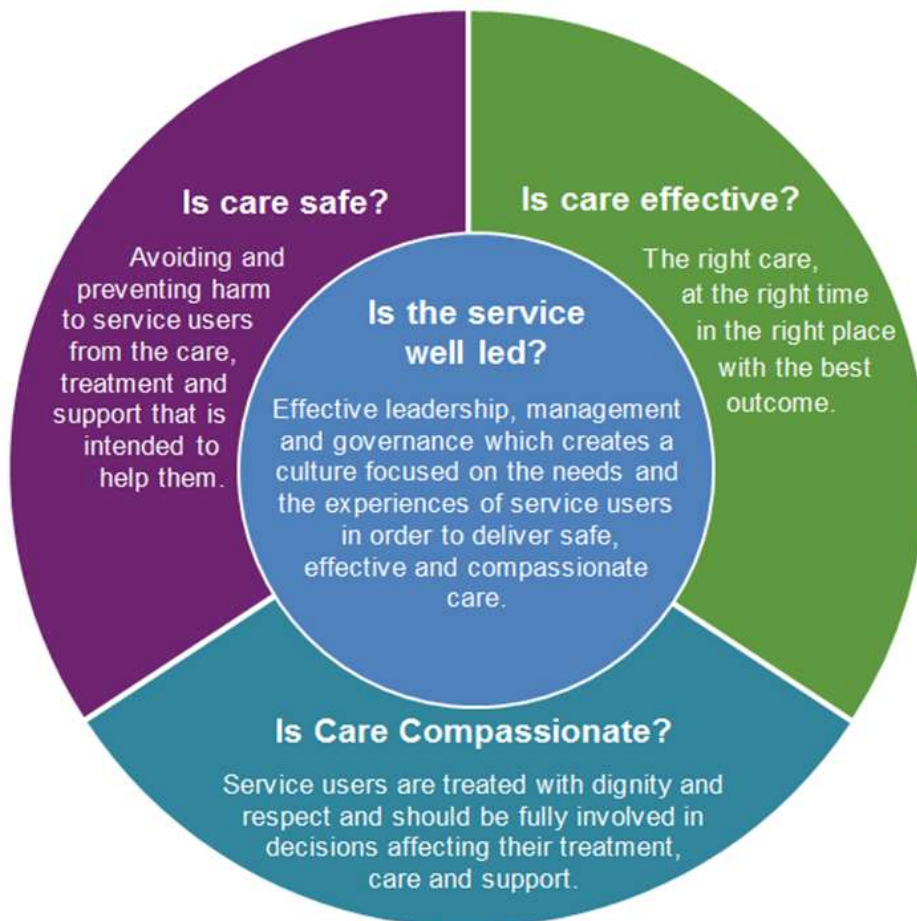 Is care safe?
Avoiding and
preventing harm
to service users
from the care,
treatment and
support that is
intended to
help them.
Is care effective?
The right care,
at the right time
in the right place
with the best
outcome.
Is the service
well led?
Effective leadership, management
and governance which creates a
culture focused on the needs and
the experiences of service users
in order to deliver safe,
effective and compassionate
care.
Is Care Compassionate?
Service users are treated with dignity and
respect and should be fully involved in
decisions affecting their treatment,
care and support.